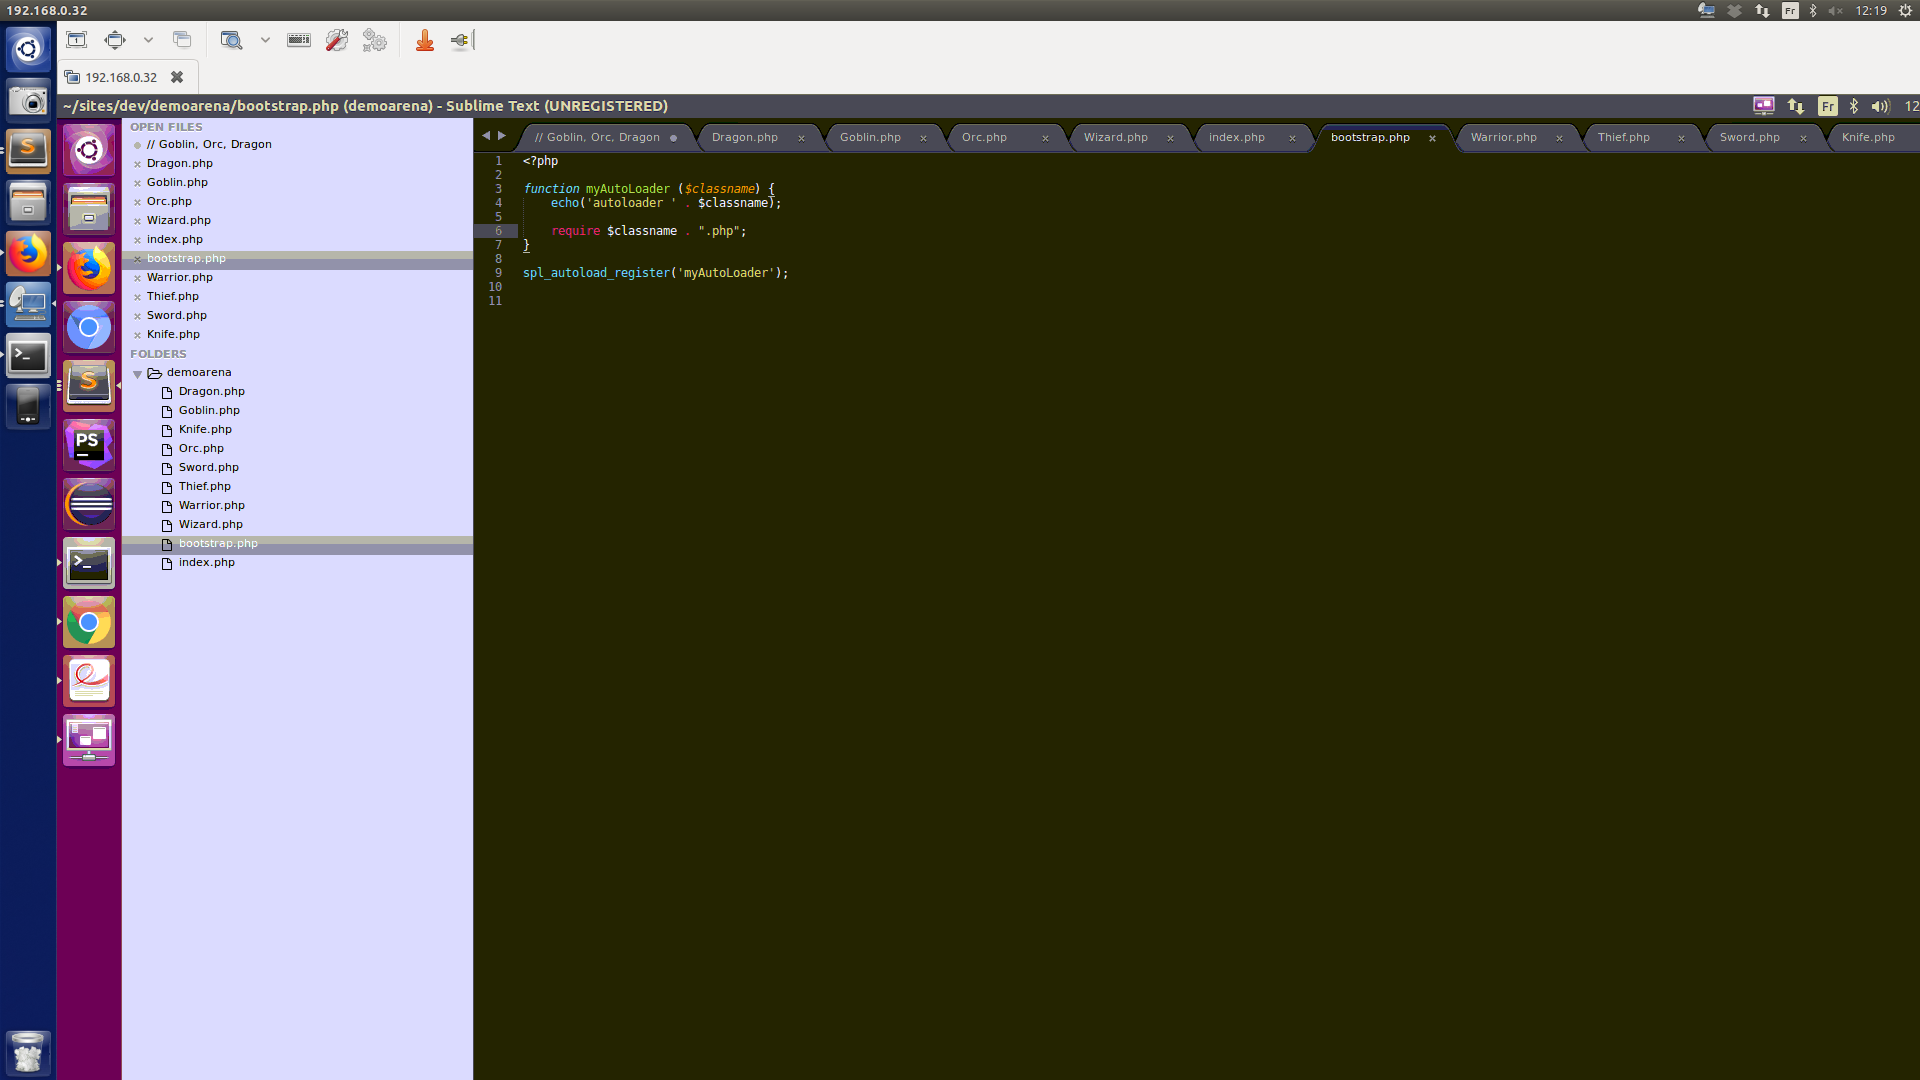 192.168.0.32
Fr
12:19
192.168.0.32
~/sites/dev/demoarena/bootstrap.php (demoarena) - Sublime Text (UNREGISTERED)
Fr
12
OPEN FILES
// Goblin, Orc, Dragon
Dragon.php
Goblin.php
Orc.php
Wizard.php
index.php
bootstrap.php
Warrior.php
Thief.php
Sword.php
Knife.php
FOLDERS
demoarena
Dragon.php
Goblin.php
Knife.php
Orc.php
Sword.php
Thief.php
Warrior.php
Wizard.php
bootstrap.php
index.php
// Goblin, Orc, Dragon
Dragon.php
Goblin.php
Orc.php
Wizard.php
index.php
bootstrap.php
Warrior.php
Thief.php
Sword.php
Knife.php
1 <?php
2
3 function myAutoLoader ($classname) {
4     echo('autoloader ' . $classname);
5
6     require $classname . ".php";
7 }
8
9 spl_autoload_register('myAutoLoader');
10
11
S
S
PS